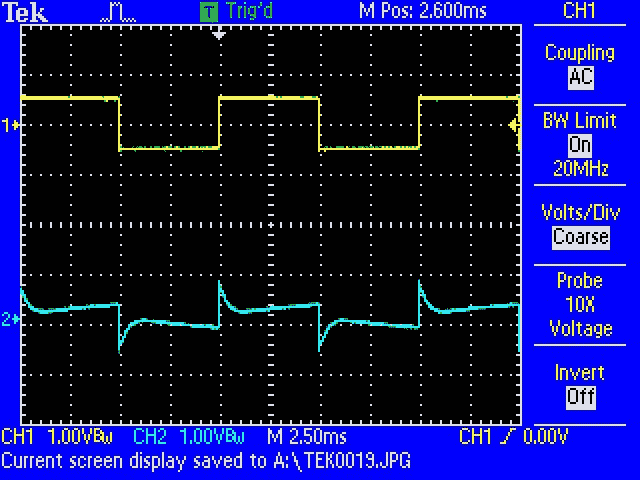 Tek T Trig'd M Pos: 2.600ms CH1
Coupling
AC
1
BW Limit
On
20MHz
Volts/Div
Coarse
Probe
10X
Voltage
2
Invert
Off
CH1 1.00VBw CH2 1.00VBw M 2.50ms CH1 0.00V
Current screen display saved to A:\TEK0019.JPG